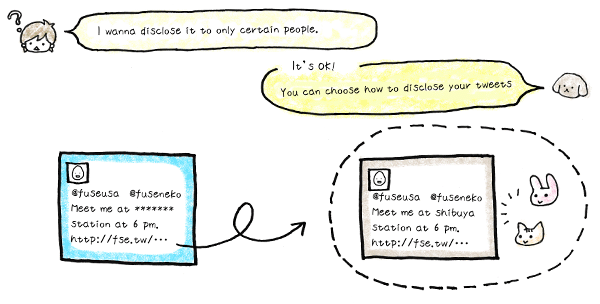 ?
I wanna disclose it to only certain people.
It's OK!
You can choose how to disclose your tweets
@fuseusa @fuseneko
Meet me at *******
station at 6 pm.
http://fse.tw/···
@fuseusa @fuseneko
Meet me at shibuya
station at 6 pm.
http://fse.tw/···